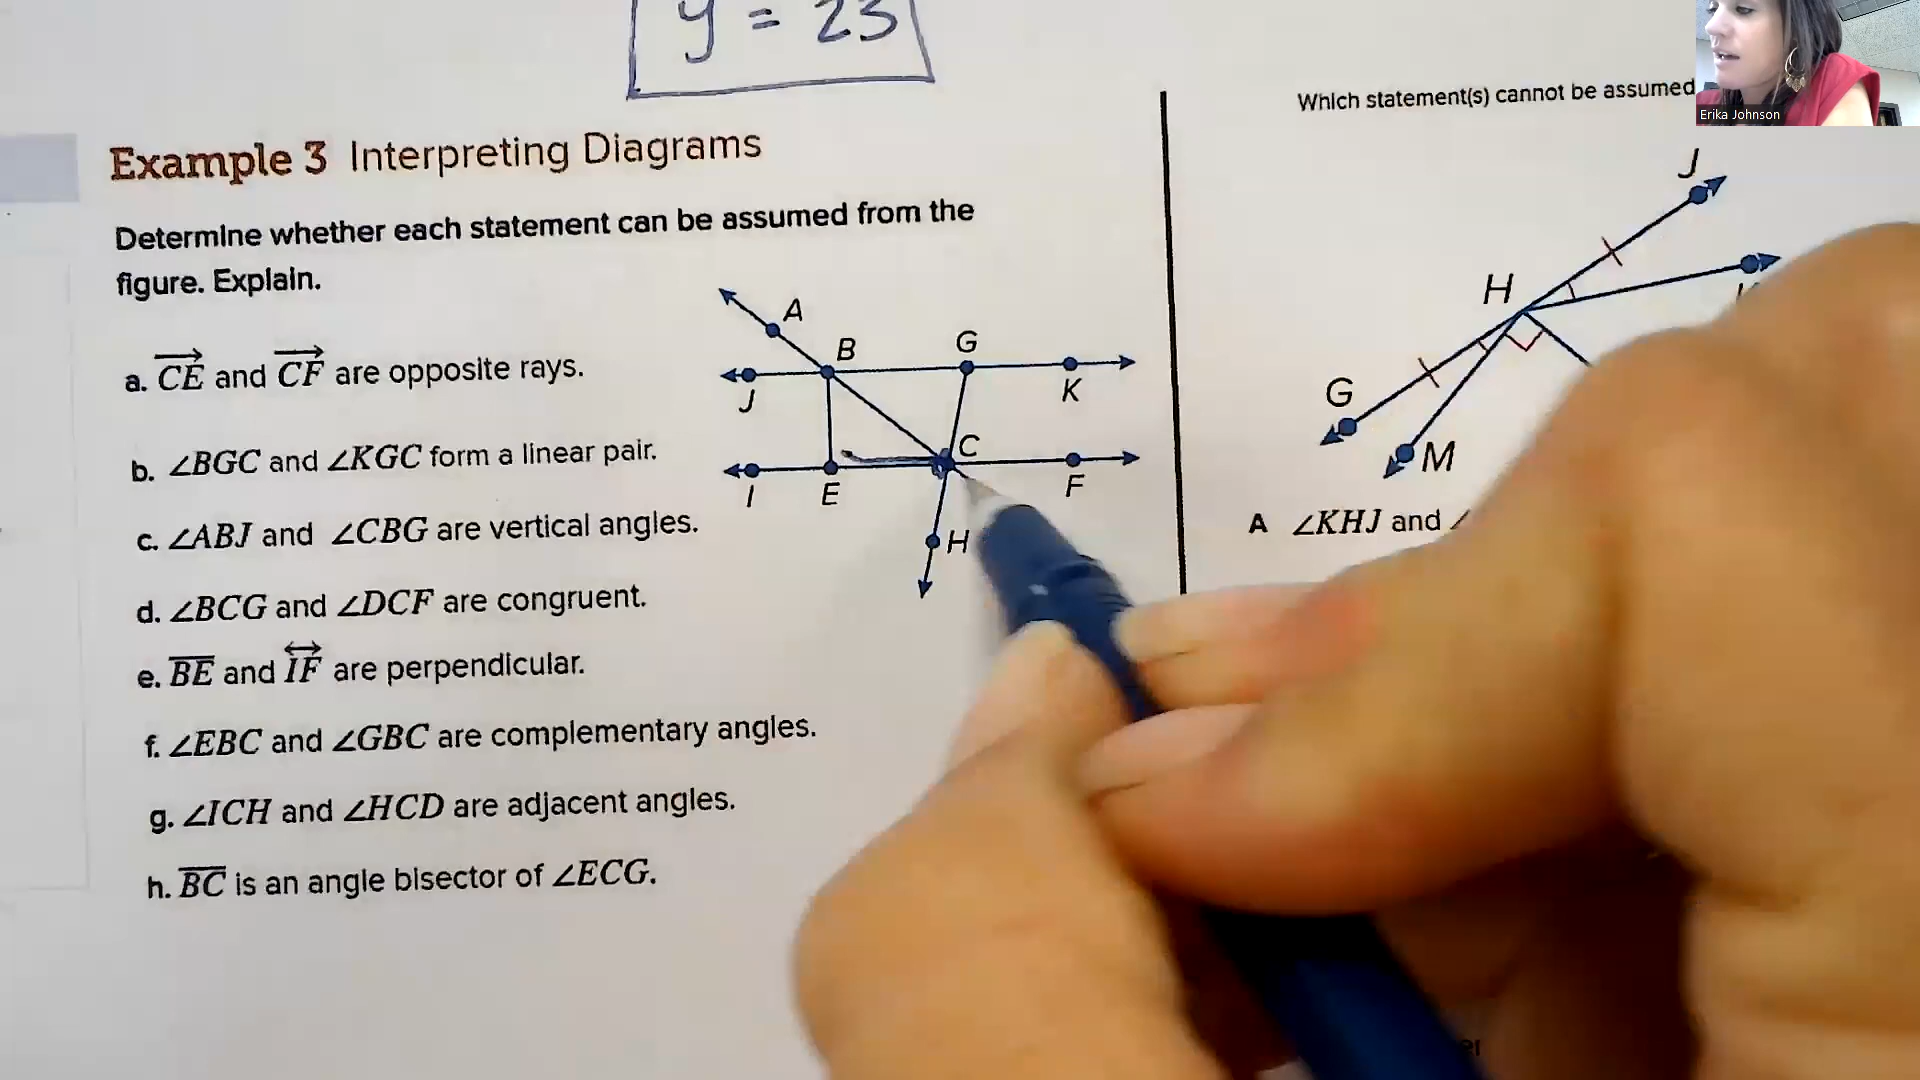 y = 23
Example 3 Interpreting Diagrams
Determine whether each statement can be assumed from the
figure. Explain.
a. CE and CF are opposite rays.
b. ∠BGC and ∠KGC form a linear pair.
c. ∠ABJ and ∠CBG are vertical angles.
d. ∠BCG and ∠DCF are congruent.
e. BE and IF are perpendicular.
f. ∠EBC and ∠GBC are complementary angles.
g. ∠ICH and ∠HCD are adjacent angles.
h. BC is an angle bisector of ∠ECG.
A
B
G
J
K
C
I
E
F
H
Which statement(s) cannot be assumed
Erika Johnson
J
H
G
M
A ∠KHJ and ∠